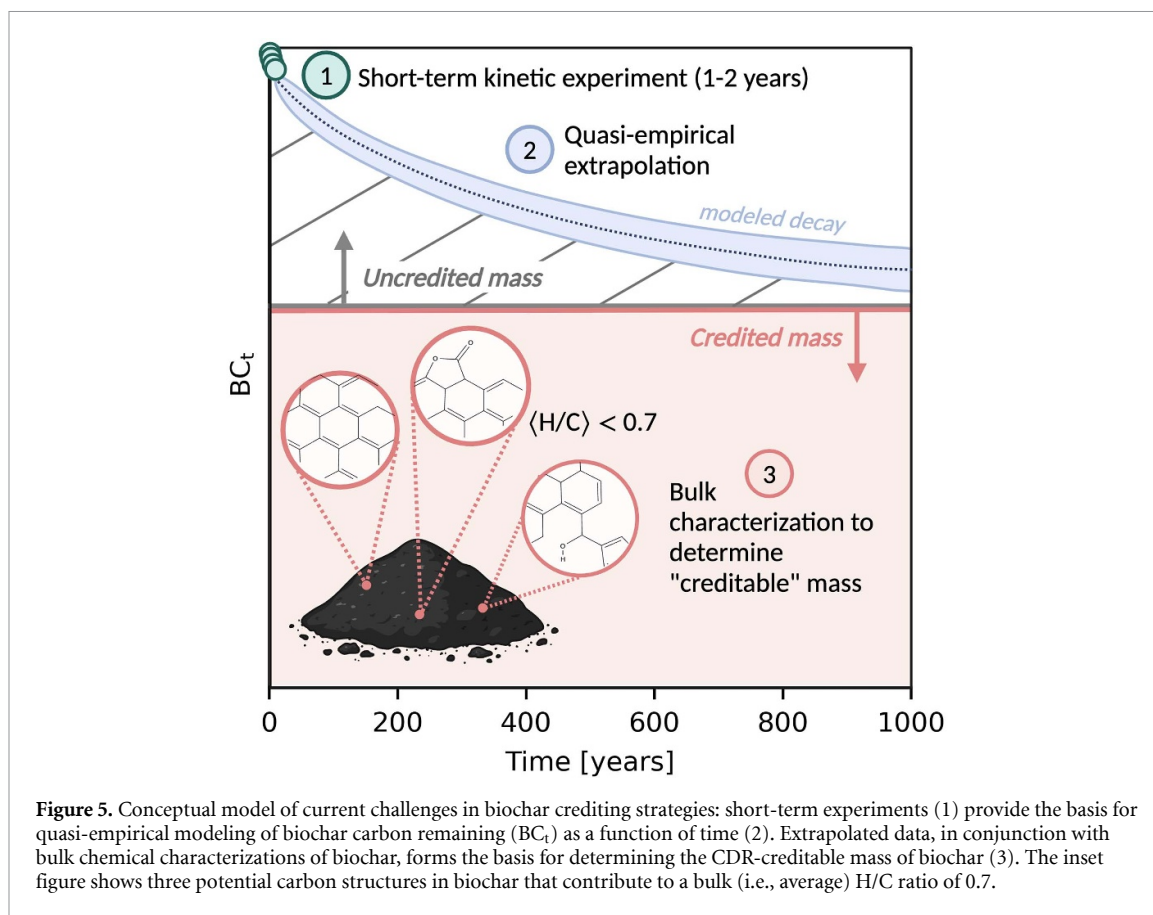 1 Short-term kinetic experiment (1-2 years)
2 Quasi-empirical
extrapolation
modeled decay
Uncredited mass
Credited mass
BCt
⟨H/C⟩ < 0.7
O
O
O
H
3
Bulk
characterization to
determine
"creditable" mass
0 200 400 600 800 1000
Time [years]
Figure 5. Conceptual model of current challenges in biochar crediting strategies: short-term experiments (1) provide the basis for
quasi-empirical modeling of biochar carbon remaining (BCt) as a function of time (2). Extrapolated data, in conjunction with
bulk chemical characterizations of biochar, forms the basis for determining the CDR-creditable mass of biochar (3). The inset
figure shows three potential carbon structures in biochar that contribute to a bulk (i.e., average) H/C ratio of 0.7.